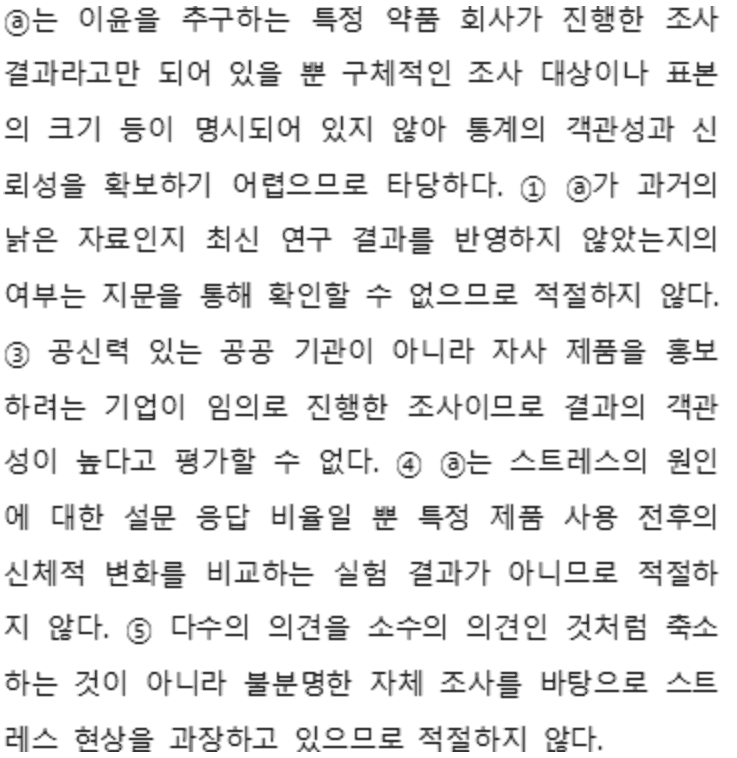 ⓐ는 이윤을 추구하는 특정 약품 회사가 진행한 조사
결과라고만 되어 있을 뿐 구체적인 조사 대상이나 표본
의 크기 등이 명시되어 있지 않아 통계의 객관성과 신
뢰성을 확보하기 어렵으므로 타당하다. ① ⓐ가 과거의
낡은 자료인지 최신 연구 결과를 반영하지 않았는지의
여부는 지문을 통해 확인할 수 없으므로 적절하지 않다.
③ 공신력 있는 공공 기관이 아니라 자사 제품을 홍보
하려는 기업이 임의로 진행한 조사이므로 결과의 객관
성이 높다고 평가할 수 없다. ④ ⓐ는 스트레스의 원인
에 대한 설문 응답 비율일 뿐 특정 제품 사용 전후의
신체적 변화를 비교하는 실험 결과가 아니므로 적절하
지 않다. ⑤ 다수의 의견을 소수의 의견인 것처럼 축소
하는 것이 아니라 불분명한 자체 조사를 바탕으로 스트
레스 현상을 과장하고 있으므로 적절하지 않다.